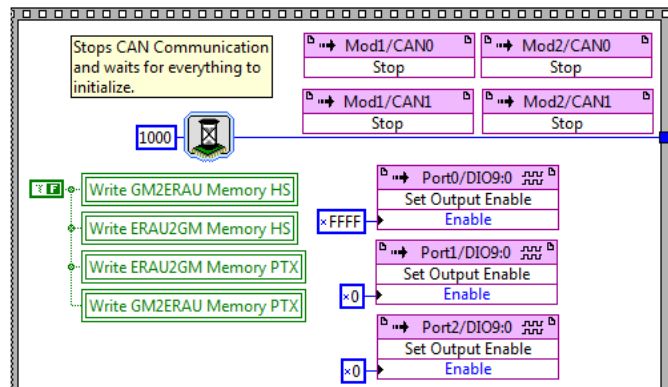 Stops CAN Communication
and waits for everything to
initialize.
Mod1/CAN0
Stop
Mod2/CAN0
Stop
Mod1/CAN1
Stop
Mod2/CAN1
Stop
1000
T F
Write GM2ERAU Memory HS
Write ERAU2GM Memory HS
Write ERAU2GM Memory PTX
Write GM2ERAU Memory PTX
Port0/DIO9:0
Set Output Enable
×FFFF
Enable
Port1/DIO9:0
Set Output Enable
×0
Enable
Port2/DIO9:0
Set Output Enable
×0
Enable